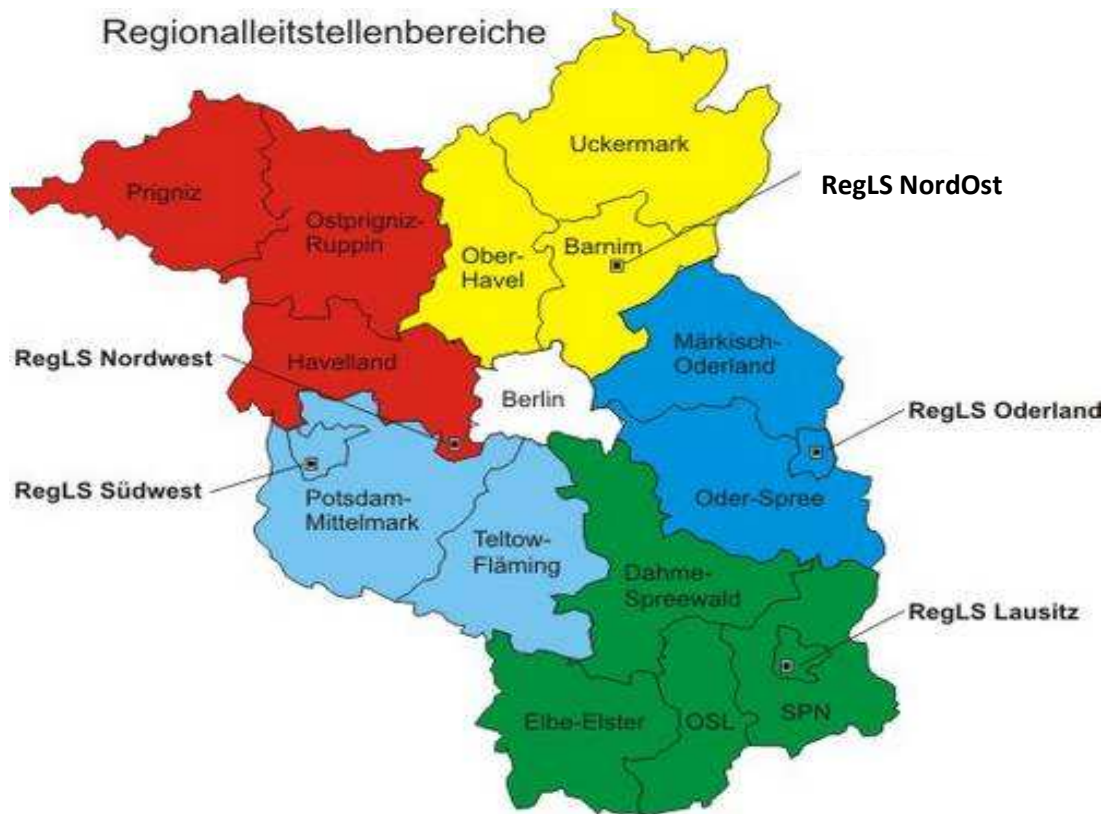 Regionalleitstellenbereiche
Uckermark
Prigniz
RegLS NordOst
Ostprigniz-
Ruppin
Barnim
Ober-
Havel
RegLS Nordwest
Havelland
Märkisch-
Oderland
Berlin
RegLS Oderland
RegLS Südwest
Potsdam-
Mittelmark
Oder-Spree
Teltow-
Fläming
Dahme-
Spreewald
RegLS Lausitz
Elbe-Elster
OSL
SPN